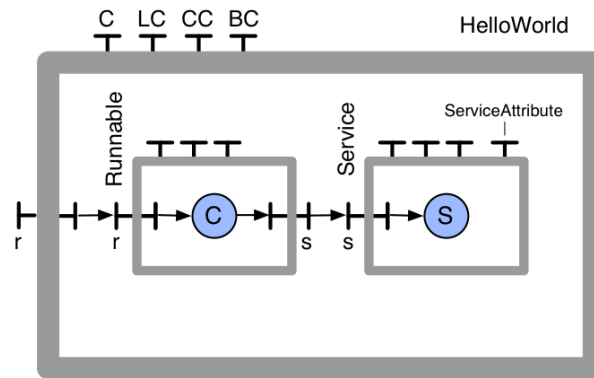 C LC CC BC
HelloWorld
Runnable
Service
ServiceAttribute
C
S
r
r
s
s